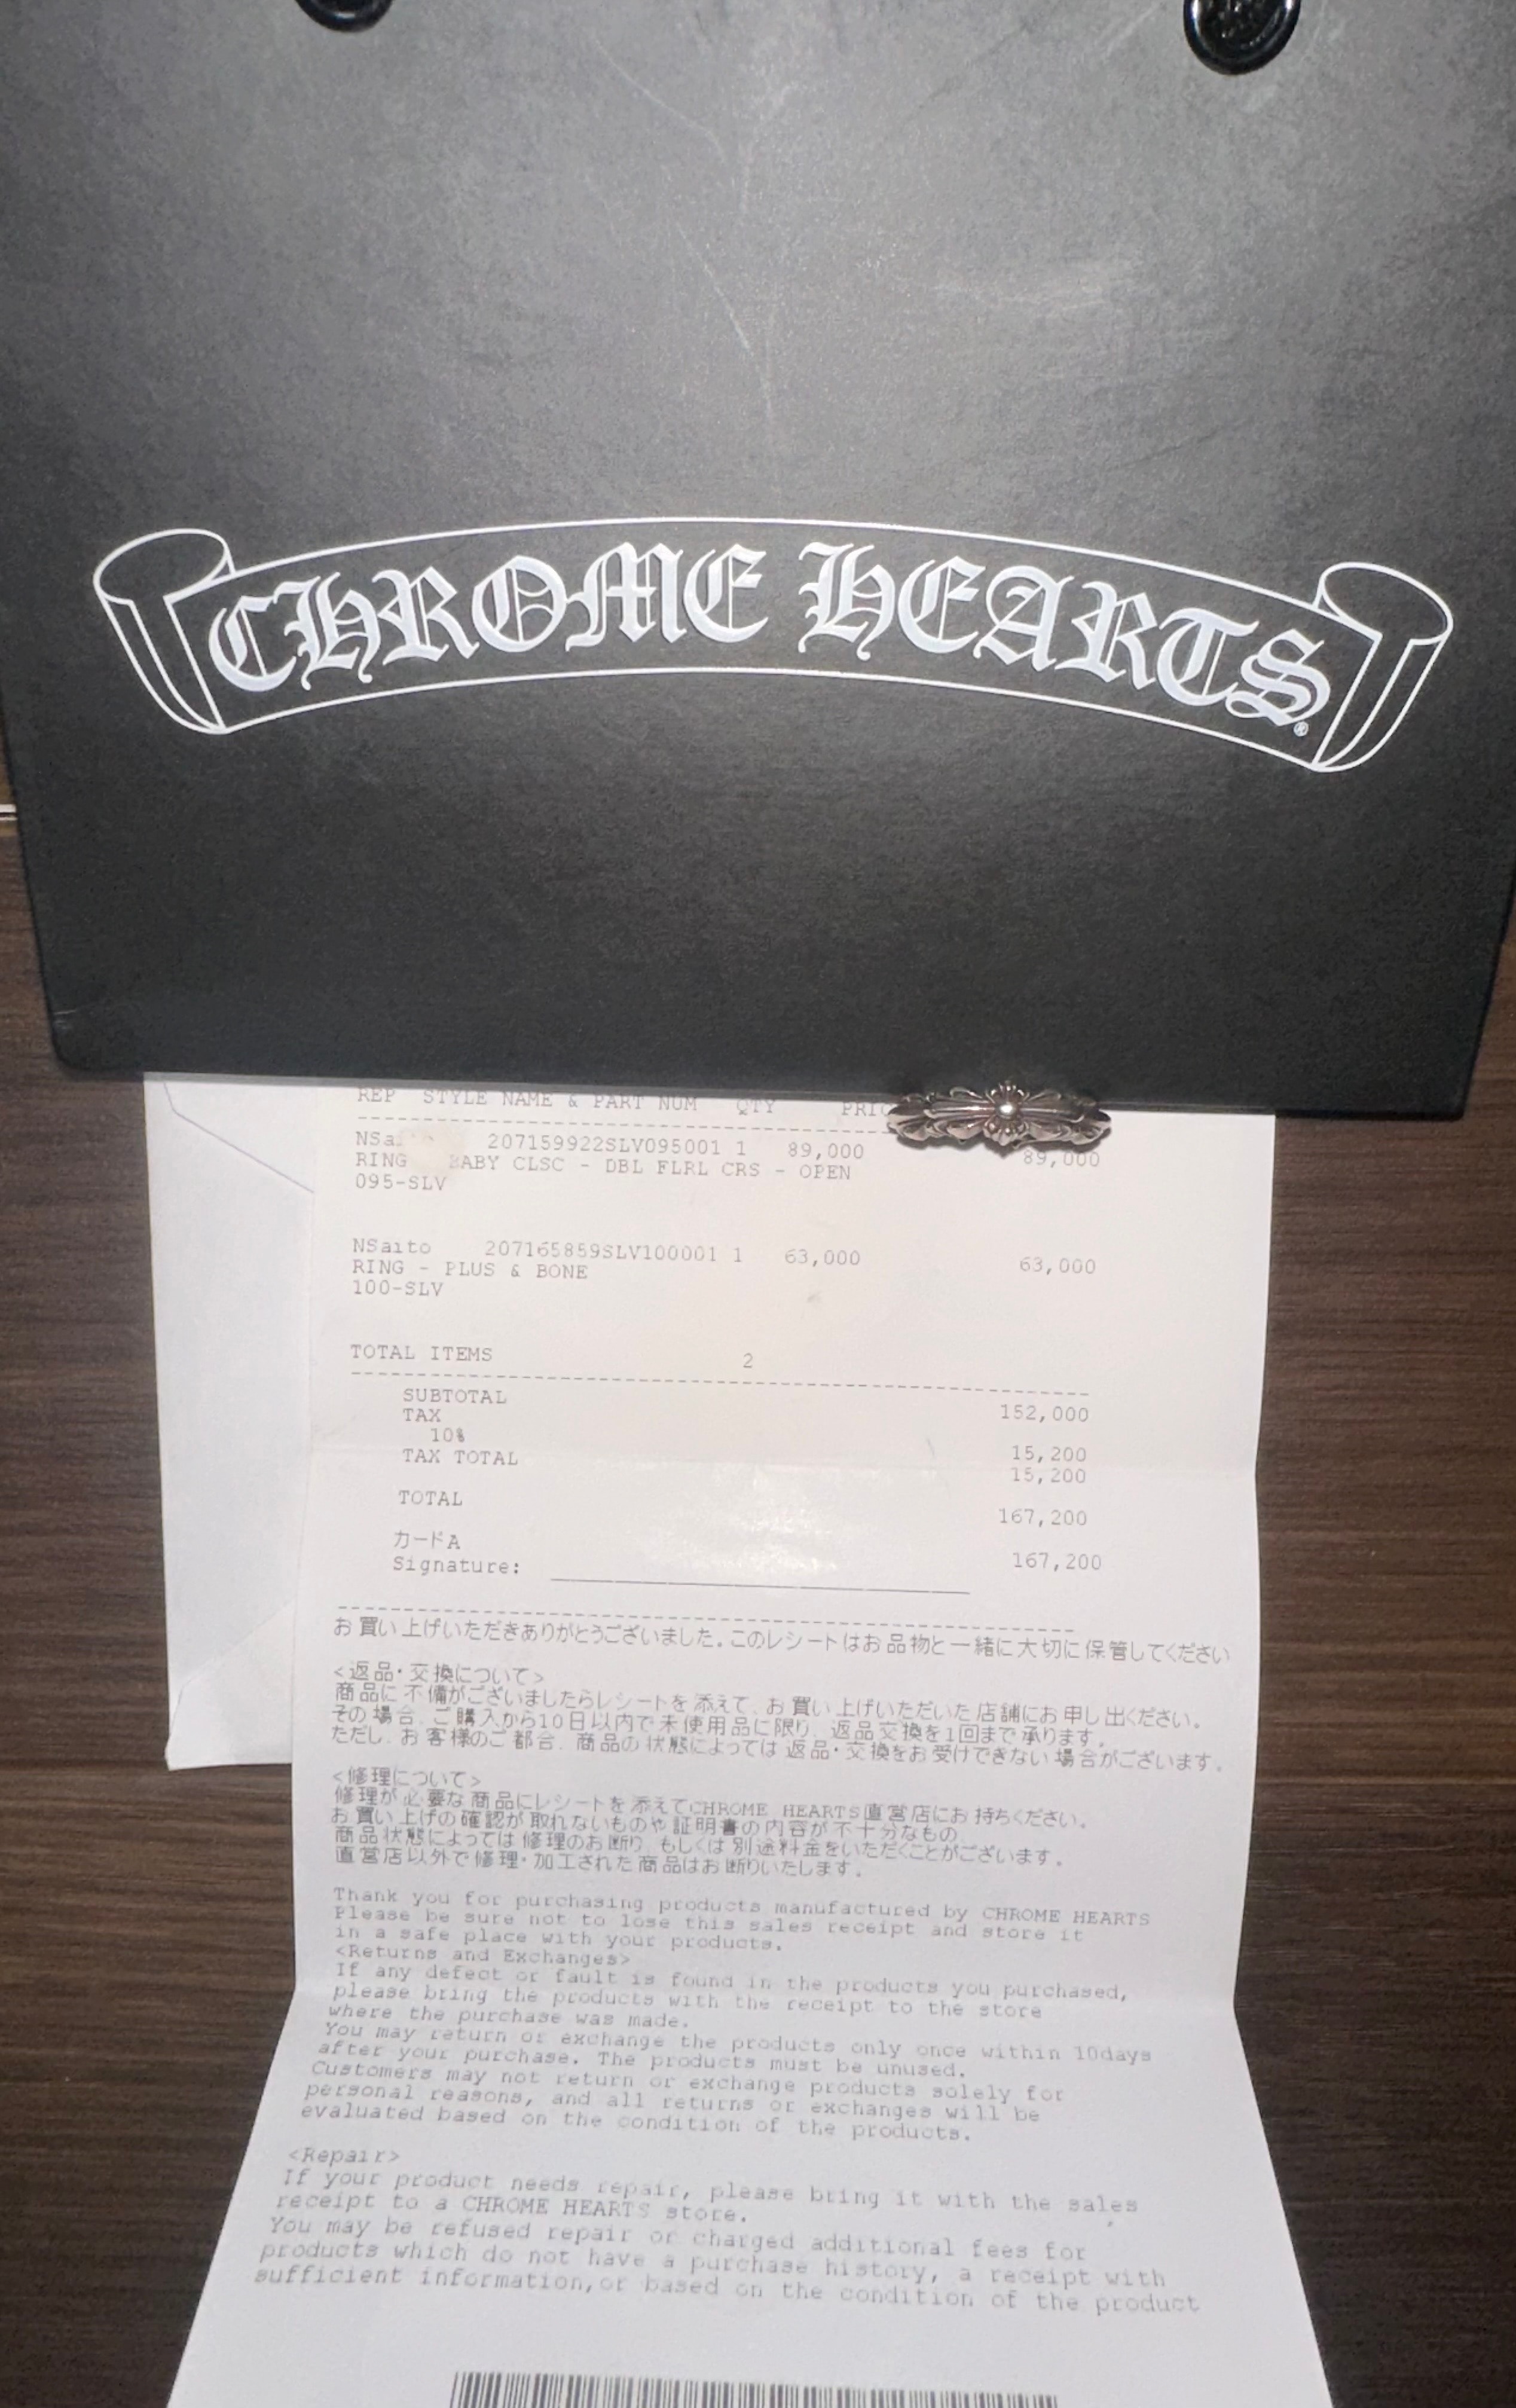 CHROME HEARTS®
REP STYLE NAME & PART NUM QTY
207159922SLV095001 1 89,000 89,000
RING BABY CLSC - DBL FLRL CRS - OPEN
095-SLV
NSaito 207165859SLV100001 1 63,000 63,000
RING - PLUS & BONE
100-SLV
TOTAL ITEMS 2
SUBTOTAL 152,000
TAX
10% 15,200
TAX TOTAL 15,200
TOTAL 167,200
カードA 167,200
Signature:
お買い上げいただきありがとうございました。このレシートはお品物と一緒に大切に保管してください
<返品・交換について>
商品に不備がございましたらレシートを添えて、お買い上げいただいた店舗にお申し出ください。
その場合、ご購入から10日以内で未使用品に限り、返品交換を1回まで承ります。
ただし、お客様のご都合、商品の状態によっては返品・交換をお受けできない場合がございます。
<修理について>
修理が必要な商品にレシートを添えてCHROME HEARTS直営店にお持ちください。
お買い上げの確認が取れないものや証明書の内容が不十分なもの
商品状態によっては修理のお断り、もしくは別途料金をいただくことがございます。
直営店以外で修理・加工された商品はお断りいたします。
Thank you for purchasing products manufactured by CHROME HEARTS
Please be sure not to lose this sales receipt and store it
in a safe place with your products.
<Returns and Exchanges>
If any defect or fault is found in the products you purchased,
please bring the products with the receipt to the store
where the purchase was made.
You may return or exchange the products only once within 10days
after your purchase. The products must be unused.
Customers may not return or exchange products solely for
personal reasons, and all returns or exchanges will be
evaluated based on the condition of the products.
<Repair>
If your product needs repair, please bring it with the sales
receipt to a CHROME HEARTS store.
You may be refused repair or charged additional fees for
products which do not have a purchase history, a receipt with
sufficient information,or based on the condition of the product